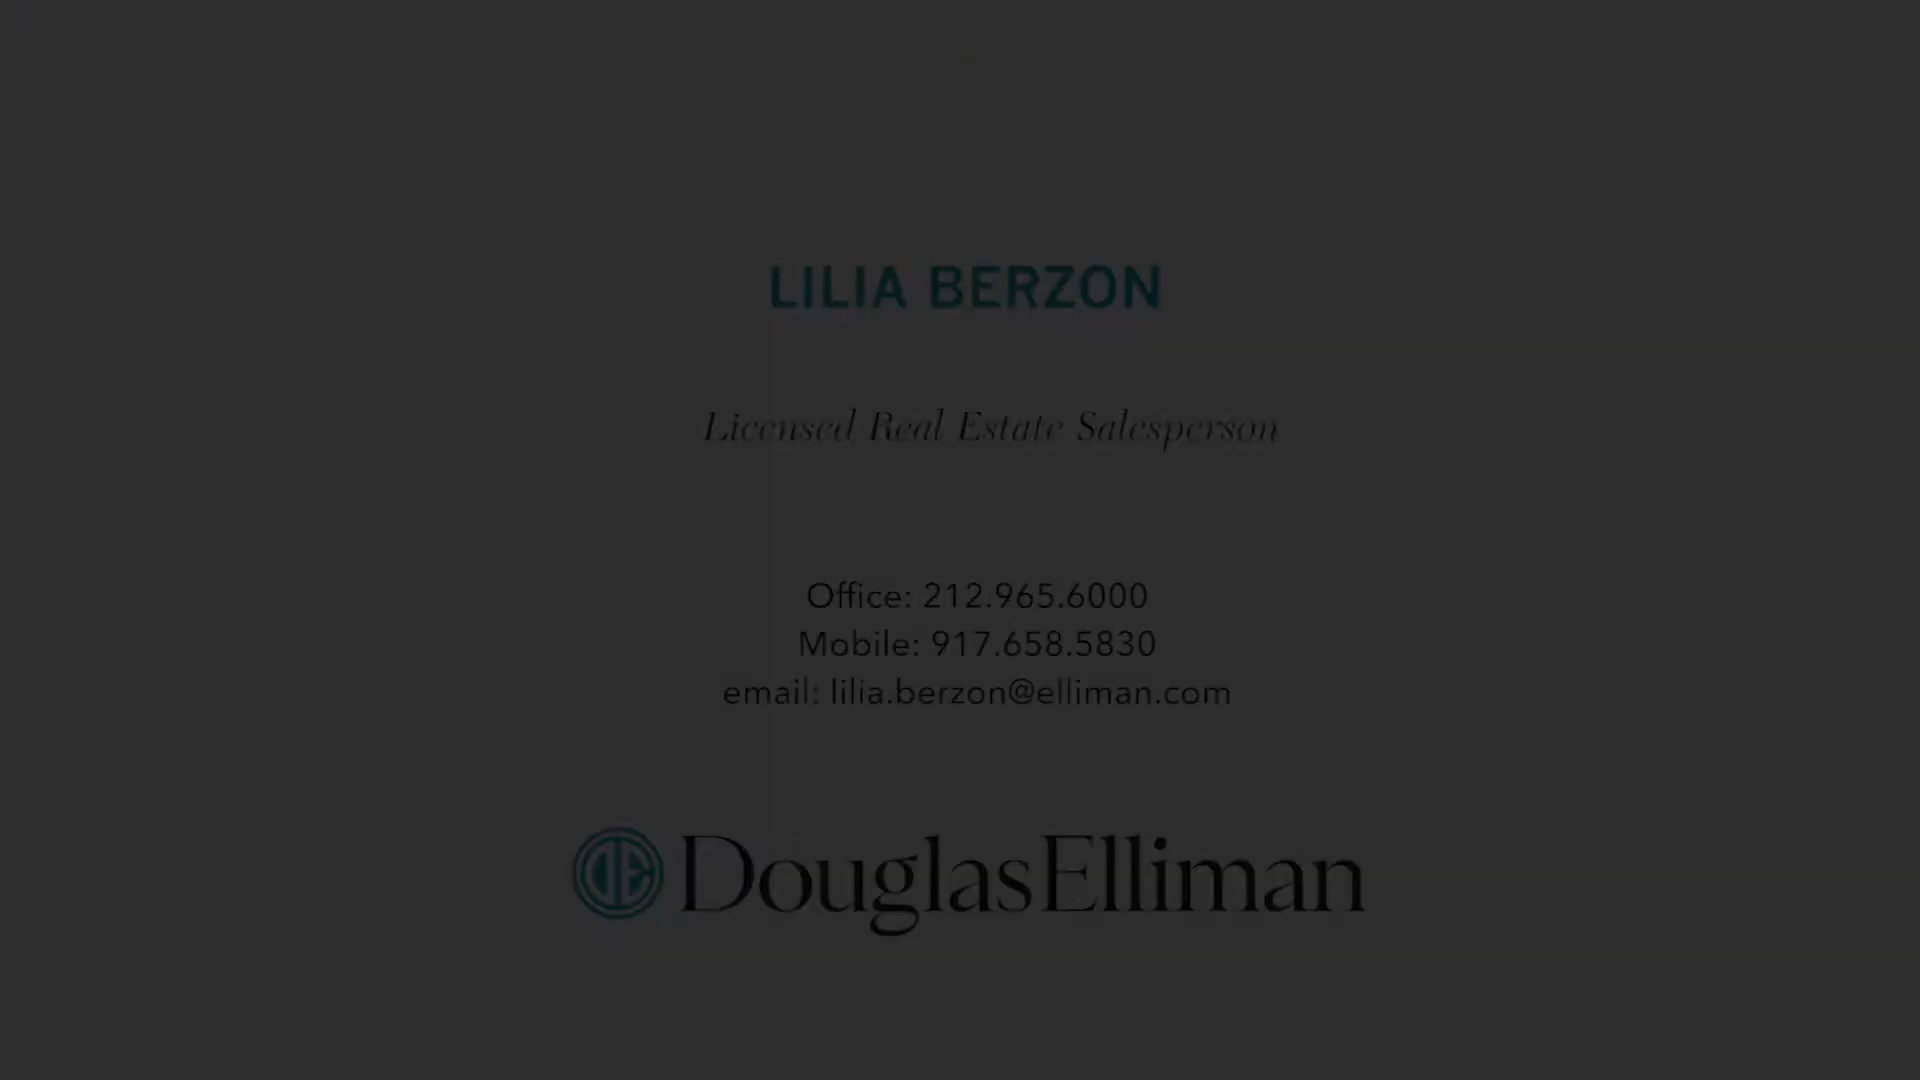 LILIA BERZON
Licensed Real Estate Salesperson
Office: 212.965.6000
Mobile: 917.658.5830
email: lilia.berzon@elliman.com
DE DouglasElliman